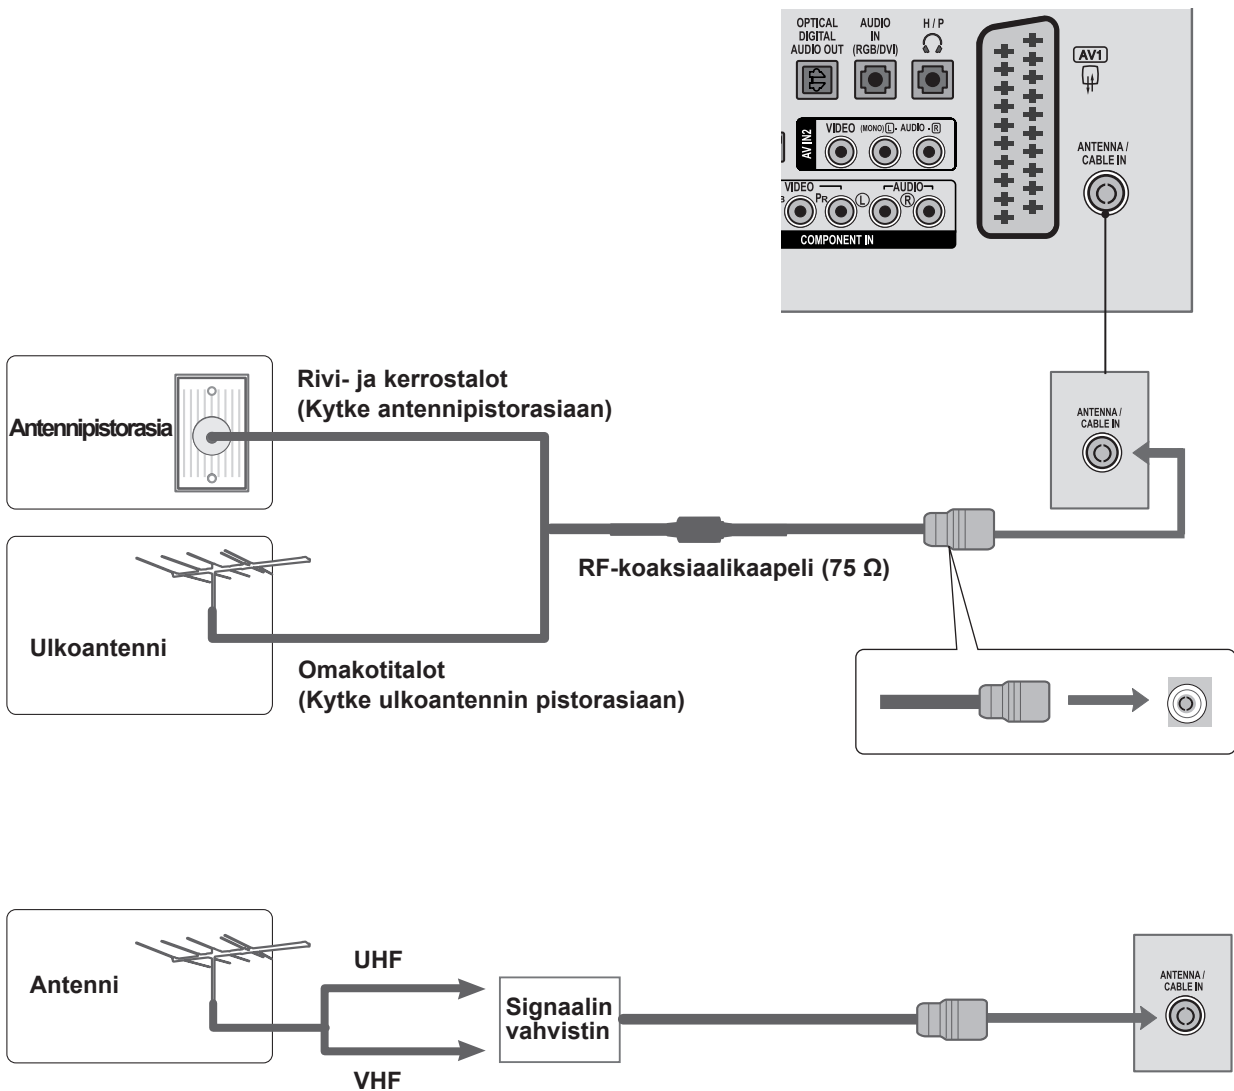 OPTICAL
DIGITAL
AUDIO OUT
AUDIO
IN
(RGB/DVI)
H / P
AV1
AV IN2
VIDEO (MONO) L - AUDIO - R
VIDEO
AUDIO
B PR L R
COMPONENT IN
ANTENNA /
CABLE IN
Antennipistorasia
Rivi- ja kerrostalot
(Kytke antennipistorasiaan)
ANTENNA /
CABLE IN
RF-koaksiaalikaapeli (75 Ω)
Ulkoantenni
Omakotitalot
(Kytke ulkoantennin pistorasiaan)
Antenni
UHF
VHF
Signaalin
vahvistin
ANTENNA /
CABLE IN